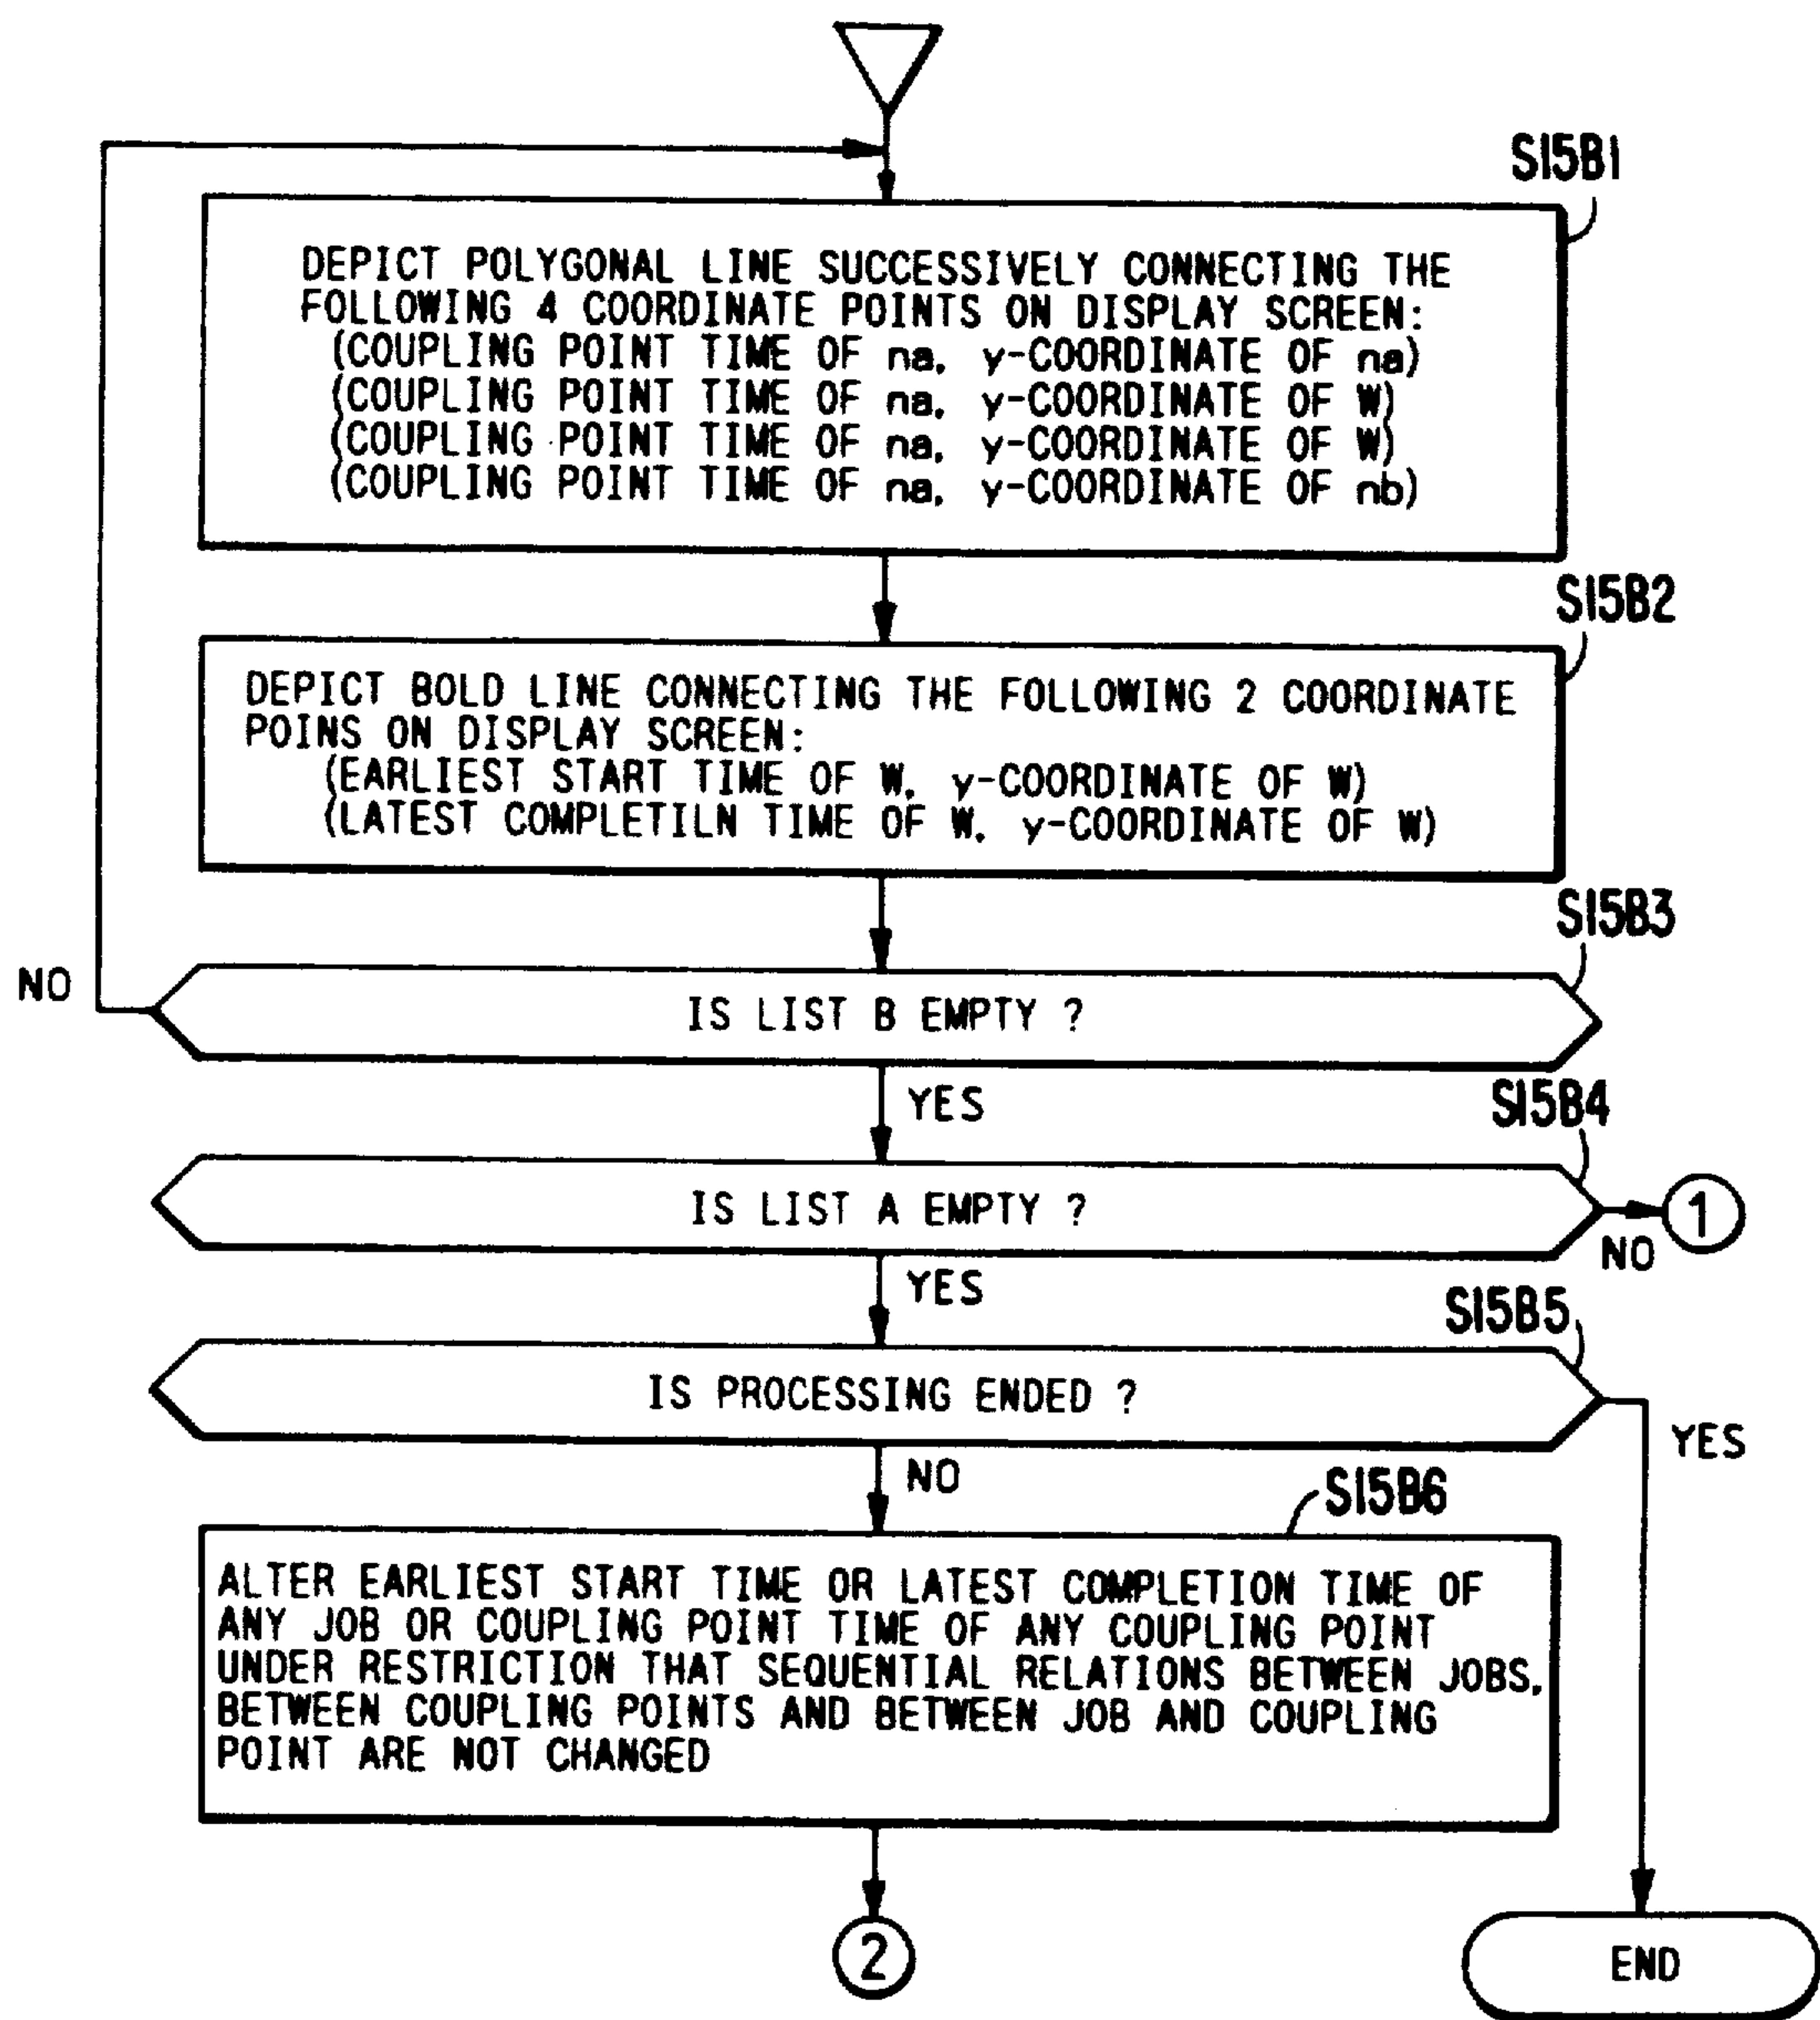 S15B1
DEPICT POLYGONAL LINE SUCCESSIVELY CONNECTING THE
FOLLOWING 4 COORDINATE POINTS ON DISPLAY SCREEN:
(COUPLING POINT TIME OF na, y-COORDINATE OF na)
(COUPLING POINT TIME OF na, y-COORDINATE OF W)
(COUPLING POINT TIME OF na, y-COORDINATE OF W)
(COUPLING POINT TIME OF na, y-COORDINATE OF nb)
S15B2
DEPICT BOLD LINE CONNECTING THE FOLLOWING 2 COORDINATE
POINS ON DISPLAY SCREEN:
(EARLIEST START TIME OF W, y-COORDINATE OF W)
(LATEST COMPLETILN TIME OF W, y-COORDINATE OF W)
S15B3
NO
IS LIST B EMPTY ?
YES
S15B4
IS LIST A EMPTY ?
1
NO
YES
S15B5
IS PROCESSING ENDED ?
YES
NO
S15B6
ALTER EARLIEST START TIME OR LATEST COMPLETION TIME OF
ANY JOB OR COUPLING POINT TIME OF ANY COUPLING POINT
UNDER RESTRICTION THAT SEQUENTIAL RELATIONS BETWEEN JOBS,
BETWEEN COUPLING POINTS AND BETWEEN JOB AND COUPLING
POINT ARE NOT CHANGED
2
END